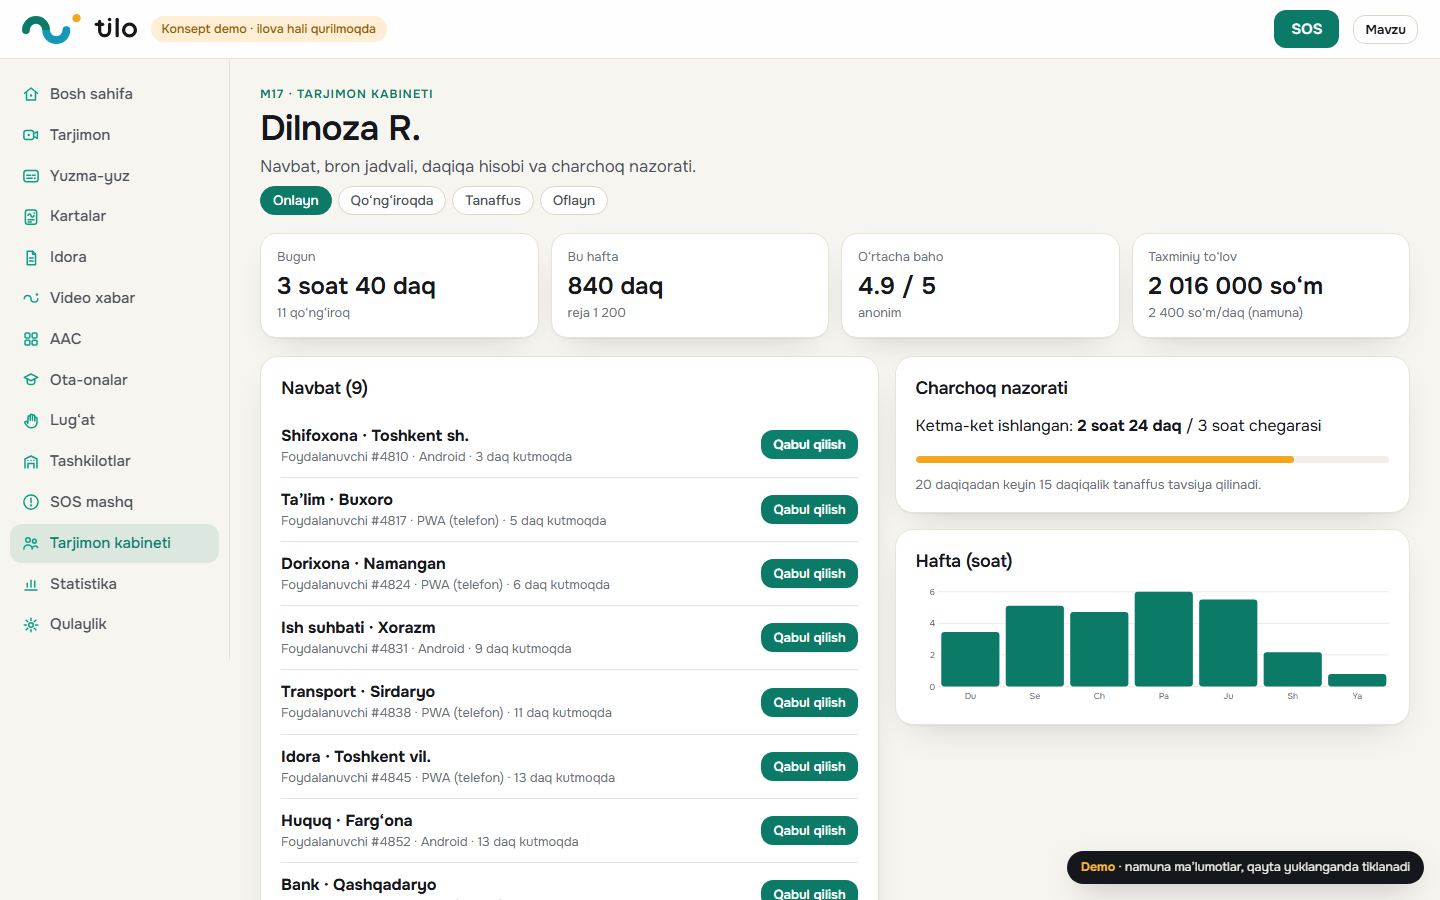 tilo
Konsept demo · ilova hali qurilmoqda
SOS
Mavzu
Bosh sahifa
Tarjimon
Yuzma-yuz
Kartalar
Idora
Video xabar
AAC
Ota-onalar
Lug‘at
Tashkilotlar
SOS mashq
Tarjimon kabineti
Statistika
Qulaylik
M17 · TARJIMON KABINETI
Dilnoza R.
Navbat, bron jadvali, daqiqa hisobi va charchoq nazorati.
Onlayn
Qo‘ng‘iroqda
Tanaffus
Oflayn
Bugun
3 soat 40 daq
11 qo‘ng‘iroq
Bu hafta
840 daq
reja 1 200
O‘rtacha baho
4.9 / 5
anonim
Taxminiy to‘lov
2 016 000 so‘m
2 400 so‘m/daq (namuna)
Navbat (9)
Shifoxona · Toshkent sh.
Foydalanuvchi #4810 · Android · 3 daq kutmoqda
Qabul qilish
Ta’lim · Buxoro
Foydalanuvchi #4817 · PWA (telefon) · 5 daq kutmoqda
Qabul qilish
Dorixona · Namangan
Foydalanuvchi #4824 · PWA (telefon) · 6 daq kutmoqda
Qabul qilish
Ish suhbati · Xorazm
Foydalanuvchi #4831 · Android · 9 daq kutmoqda
Qabul qilish
Transport · Sirdaryo
Foydalanuvchi #4838 · PWA (telefon) · 11 daq kutmoqda
Qabul qilish
Idora · Toshkent vil.
Foydalanuvchi #4845 · PWA (telefon) · 13 daq kutmoqda
Qabul qilish
Huquq · Farg‘ona
Foydalanuvchi #4852 · Android · 13 daq kutmoqda
Qabul qilish
Bank · Qashqadaryo
Qabul qilish
Charchoq nazorati
Ketma-ket ishlangan: 2 soat 24 daq / 3 soat chegarasi
20 daqiqadan keyin 15 daqiqalik tanaffus tavsiya qilinadi.
Hafta (soat)
6
4
2
0
Du Se Ch Pa Ju Sh Ya
Demo · namuna ma’lumotlar, qayta yuklanganda tiklanadi